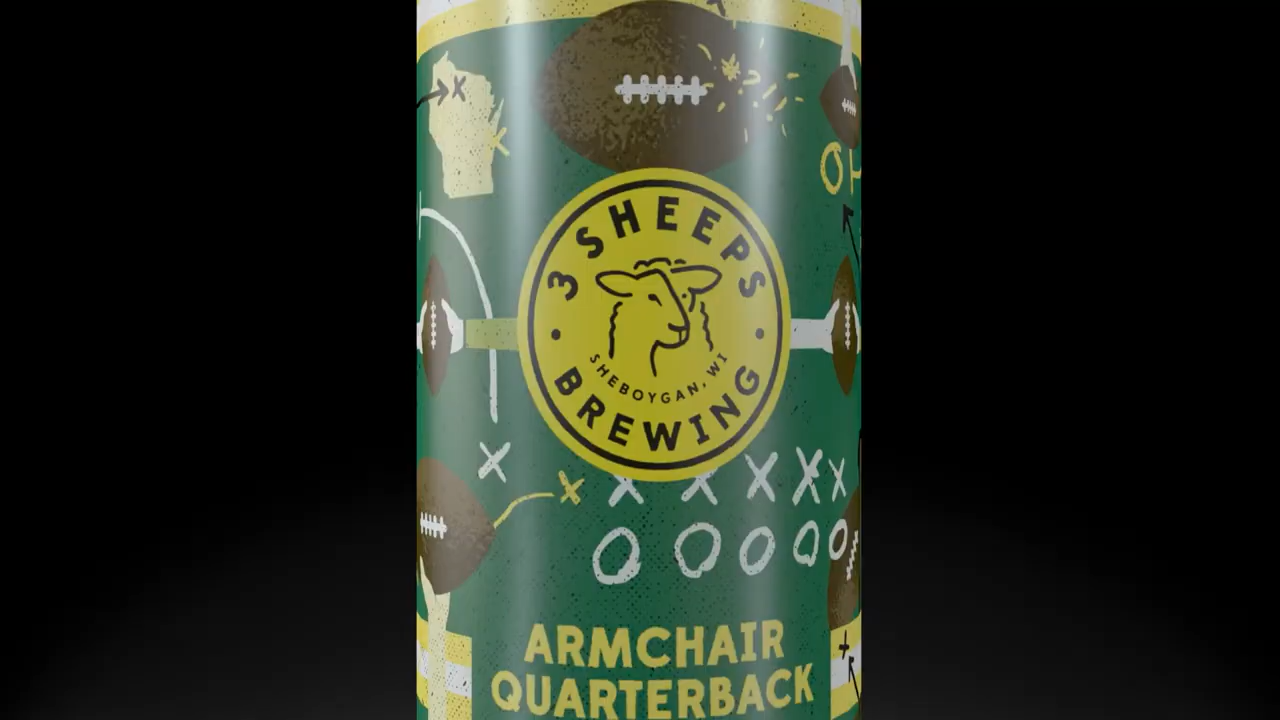 3 SHEEPS
SHEBOYGAN, WI
BREWING
X X X X X X
O O O O O
ARMCHAIR
QUARTERBACK